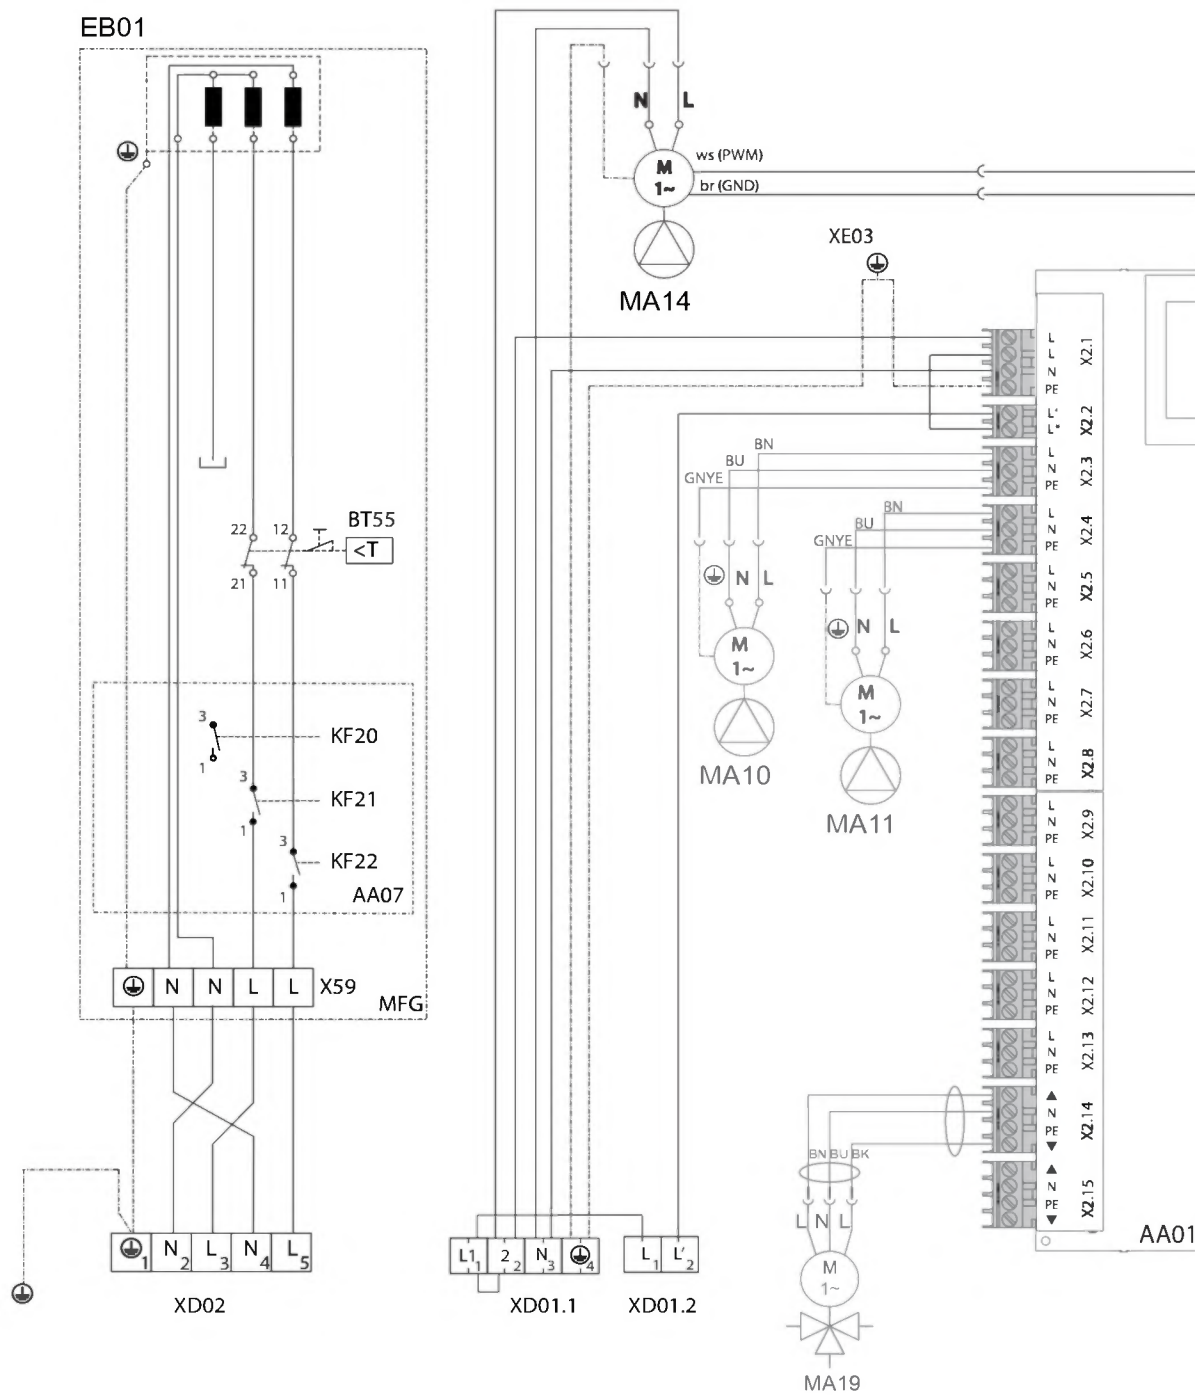 EB01
N L
M
1~
ws (PWM)
br (GND)
MA14
XE03
L
L
N
PE
X2.1
L'
L*
X2.2
L
N
PE
X2.3
L
N
PE
X2.4
L
N
PE
X2.5
L
N
PE
X2.6
L
N
PE
X2.7
L
N
PE
X2.8
L
N
PE
X2.9
L
N
PE
X2.10
L
N
PE
X2.11
L
N
PE
X2.12
L
N
PE
X2.13
▲
N
PE
▼
X2.14
▲
N
PE
▼
X2.15
AA01
BN
BU
GNYE
N L
M
1~
MA10
BN
BU
GNYE
N L
M
1~
MA11
22 12
BT55
<T
21 11
3
1
KF20
3
1
KF21
3
1
KF22
AA07
N N L L X59
MFG
1 N2 L3 N4 L5
XD02
L1 1 2 2 N3 4
XD01.1
L1 L'2
XD01.2
BN BU BK
L N L
M
1~
MA19